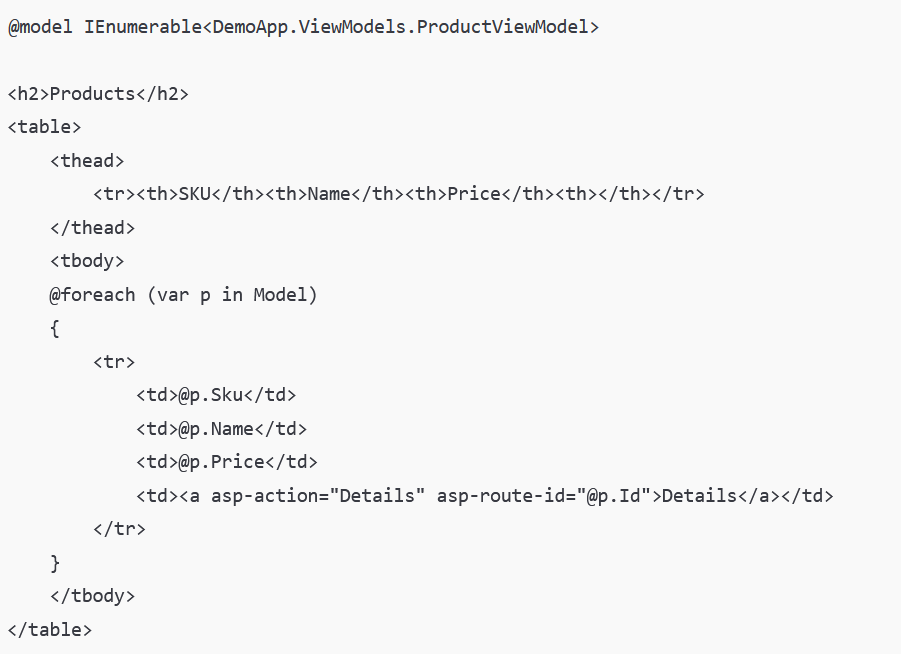 @model IEnumerable<DemoApp.ViewModels.ProductViewModel>

<h2>Products</h2>
<table>
    <thead>
        <tr><th>SKU</th><th>Name</th><th>Price</th><th></th></tr>
    </thead>
    <tbody>
    @foreach (var p in Model)
    {
        <tr>
            <td>@p.Sku</td>
            <td>@p.Name</td>
            <td>@p.Price</td>
            <td><a asp-action="Details" asp-route-id="@p.Id">Details</a></td>
        </tr>
    }
    </tbody>
</table>